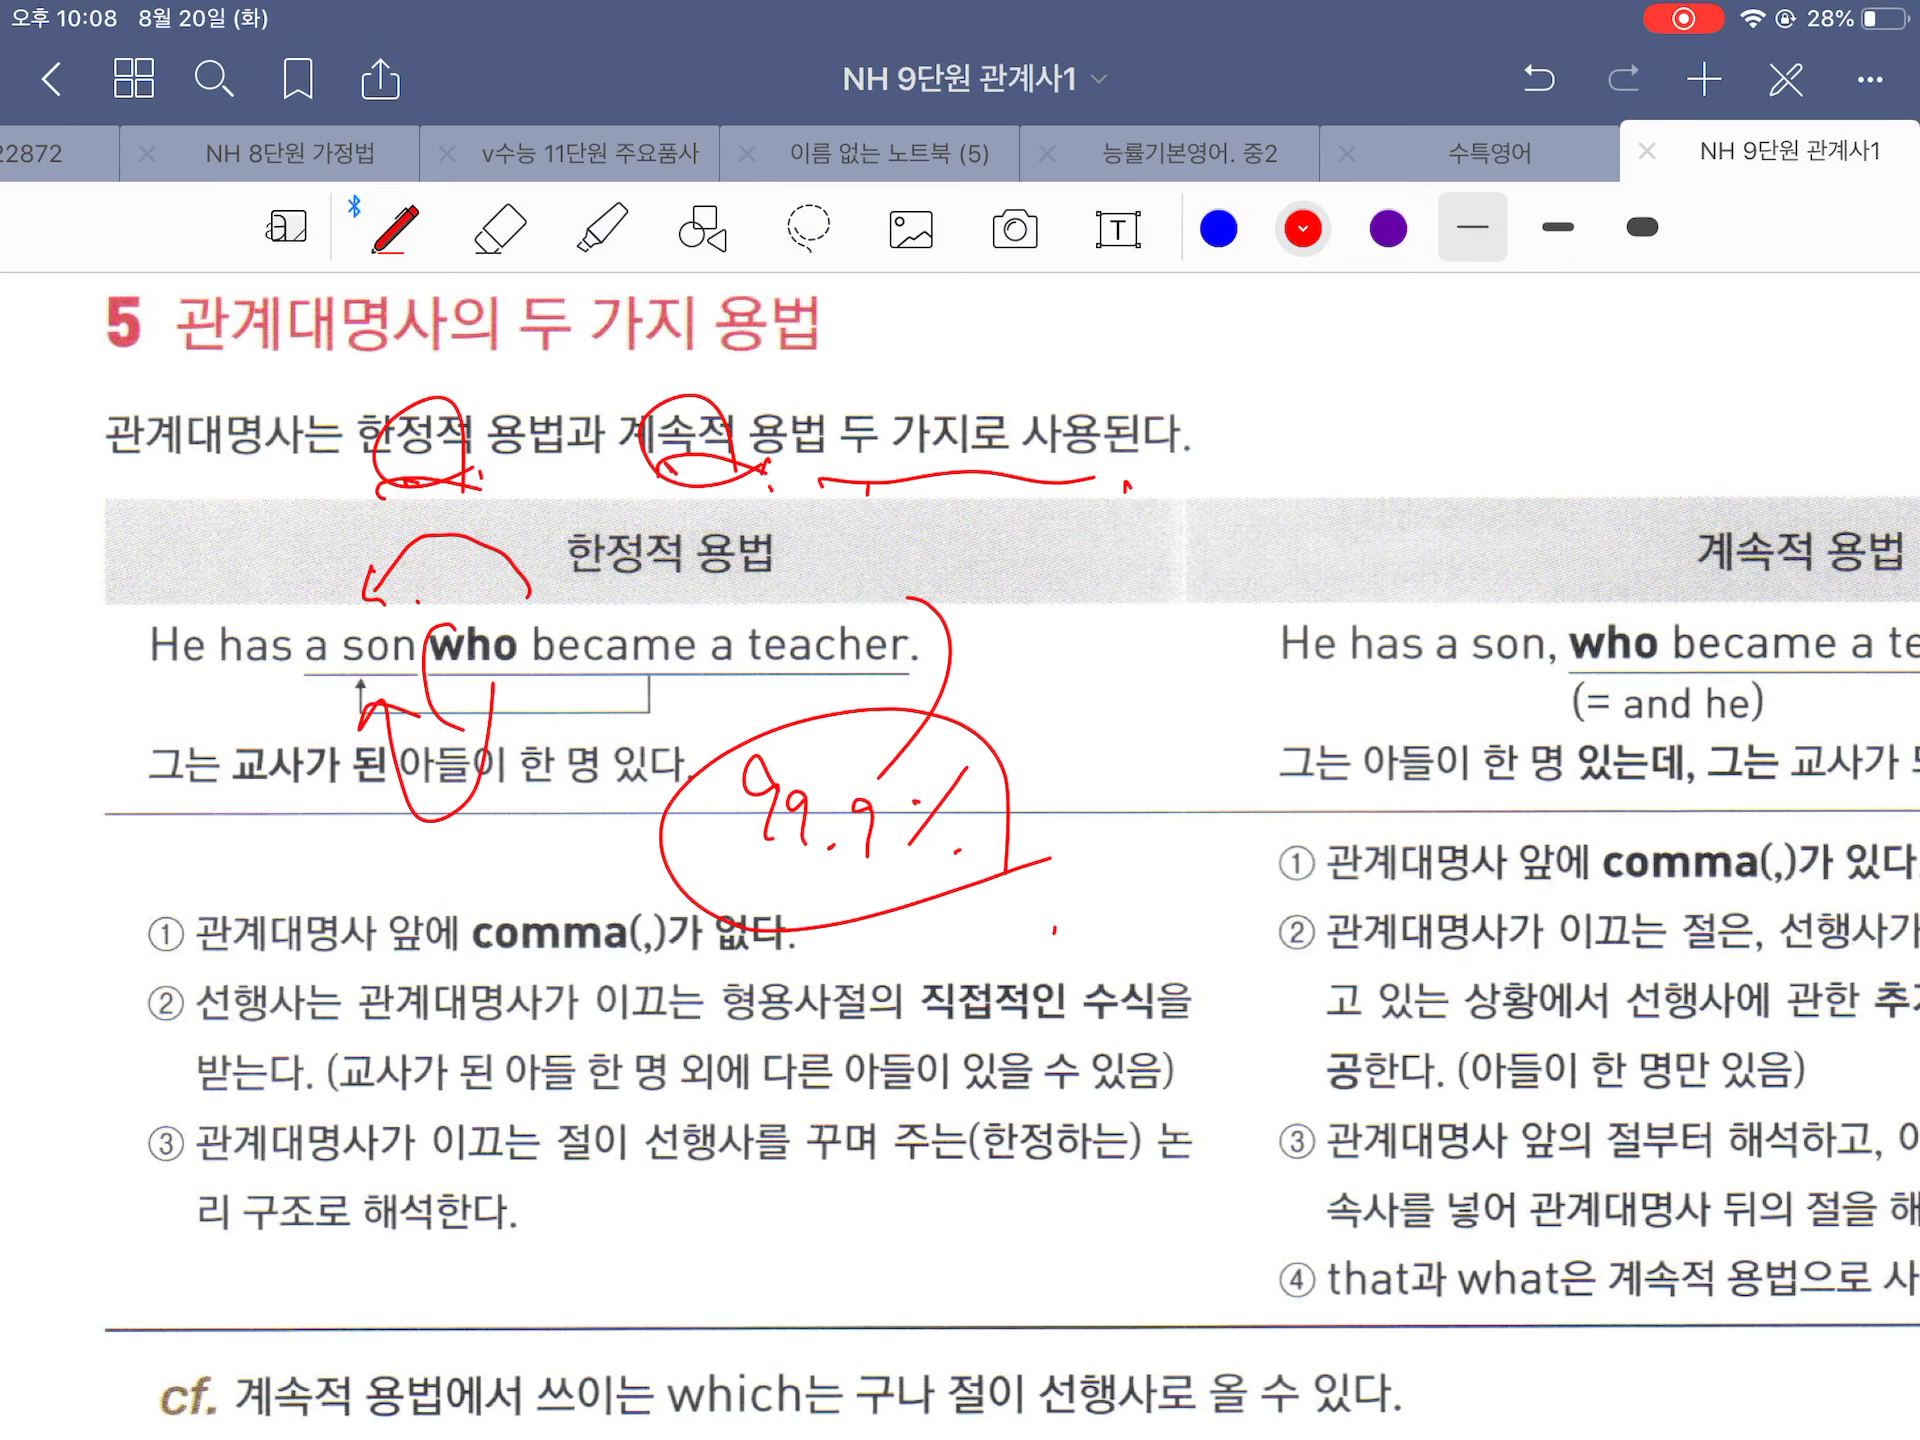 오후 10:08 8월 20일 (화) 28%
NH 9단원 관계사1
22872 NH 8단원 가정법 v수능 11단원 주요품사 이름 없는 노트북 (5) 능률기본영어. 중2 수특영어 NH 9단원 관계사1
5 관계대명사의 두 가지 용법
관계대명사는 한정적 용법과 계속적 용법 두 가지로 사용된다.
한정적 용법 계속적 용법
He has a son who became a teacher. He has a son, who became a te
(= and he)
그는 교사가 된 아들이 한 명 있다. 그는 아들이 한 명 있는데, 그는 교사가
99.9%
① 관계대명사 앞에 comma(,)가 없다.
② 선행사는 관계대명사가 이끄는 형용사절의 직접적인 수식을
받는다. (교사가 된 아들 한 명 외에 다른 아들이 있을 수 있음)
③ 관계대명사가 이끄는 절이 선행사를 꾸며 주는(한정하는) 논
리 구조로 해석한다.
① 관계대명사 앞에 comma(,)가 있다.
② 관계대명사가 이끄는 절은, 선행사가
고 있는 상황에서 선행사에 관한 추
공한다. (아들이 한 명만 있음)
③ 관계대명사 앞의 절부터 해석하고,
속사를 넣어 관계대명사 뒤의 절을 해
④ that과 what은 계속적 용법으로 사
cf. 계속적 용법에서 쓰이는 which는 구나 절이 선행사로 올 수 있다.